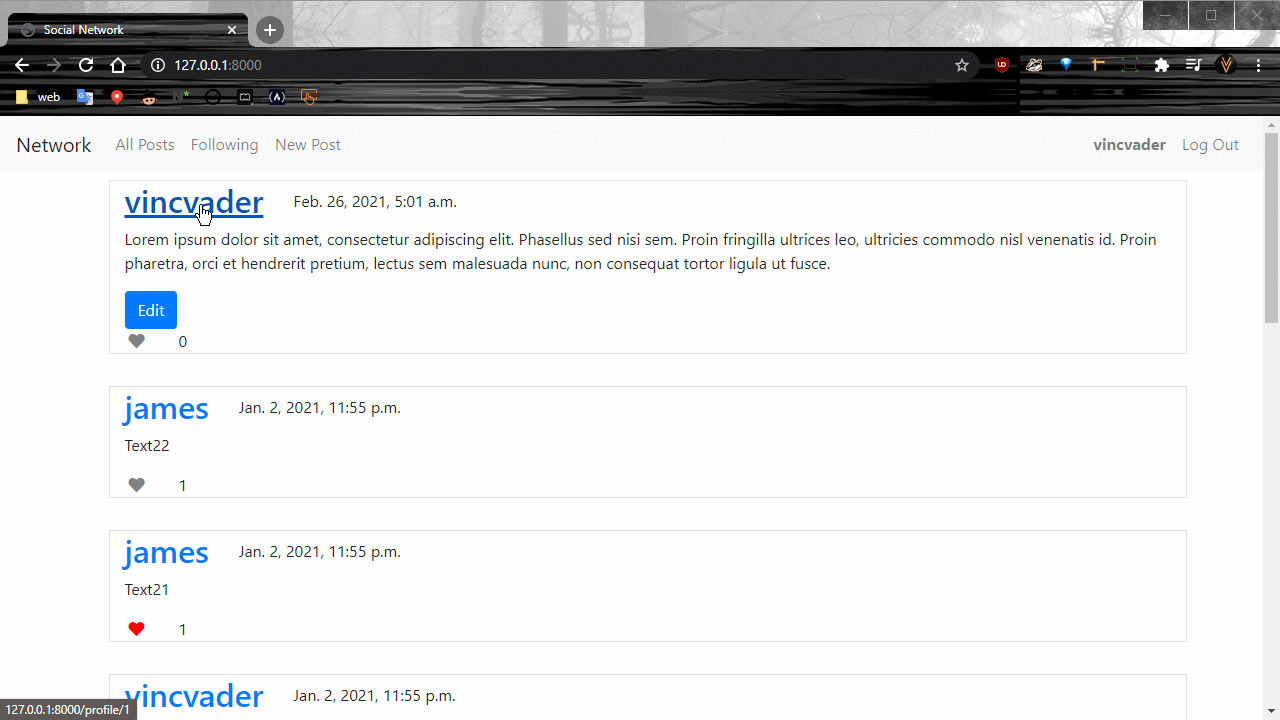 Social Network
127.0.0.1:8000
web
Network All Posts Following New Post vincvader Log Out
vincvader Feb. 26, 2021, 5:01 a.m.
Lorem ipsum dolor sit amet, consectetur adipiscing elit. Phasellus sed nisi sem. Proin fringilla ultrices leo, ultricies commodo nisl venenatis id. Proin
pharetra, orci et hendrerit pretium, lectus sem malesuada nunc, non consequat tortor ligula ut fusce.
Edit
0
james Jan. 2, 2021, 11:55 p.m.
Text22
1
james Jan. 2, 2021, 11:55 p.m.
Text21
1
vincvader Jan. 2, 2021, 11:55 p.m.
127.0.0.1:8000/profile/1